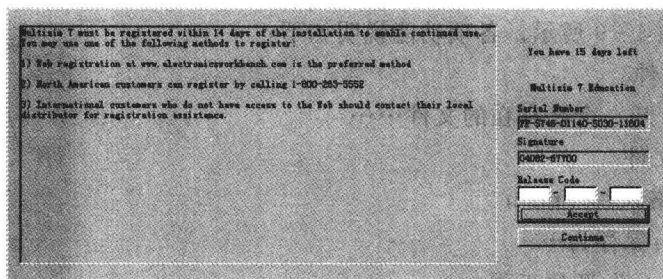 Multisim 7 must be registered within 14 days of the installation to enable continued use.
You may use one of the following methods to register:
1) Web registration at www.electronicsworkbench.com is the preferred method
2) North American customers can register by calling 1-800-263-5552
3) International customers who do not have access to the Web should contact their local
distributor for registration assistance.
You have 15 days left
Multisim 7 Education
Serial Number
Signature
04082-67700
Release Code
- -
Accept
Continue